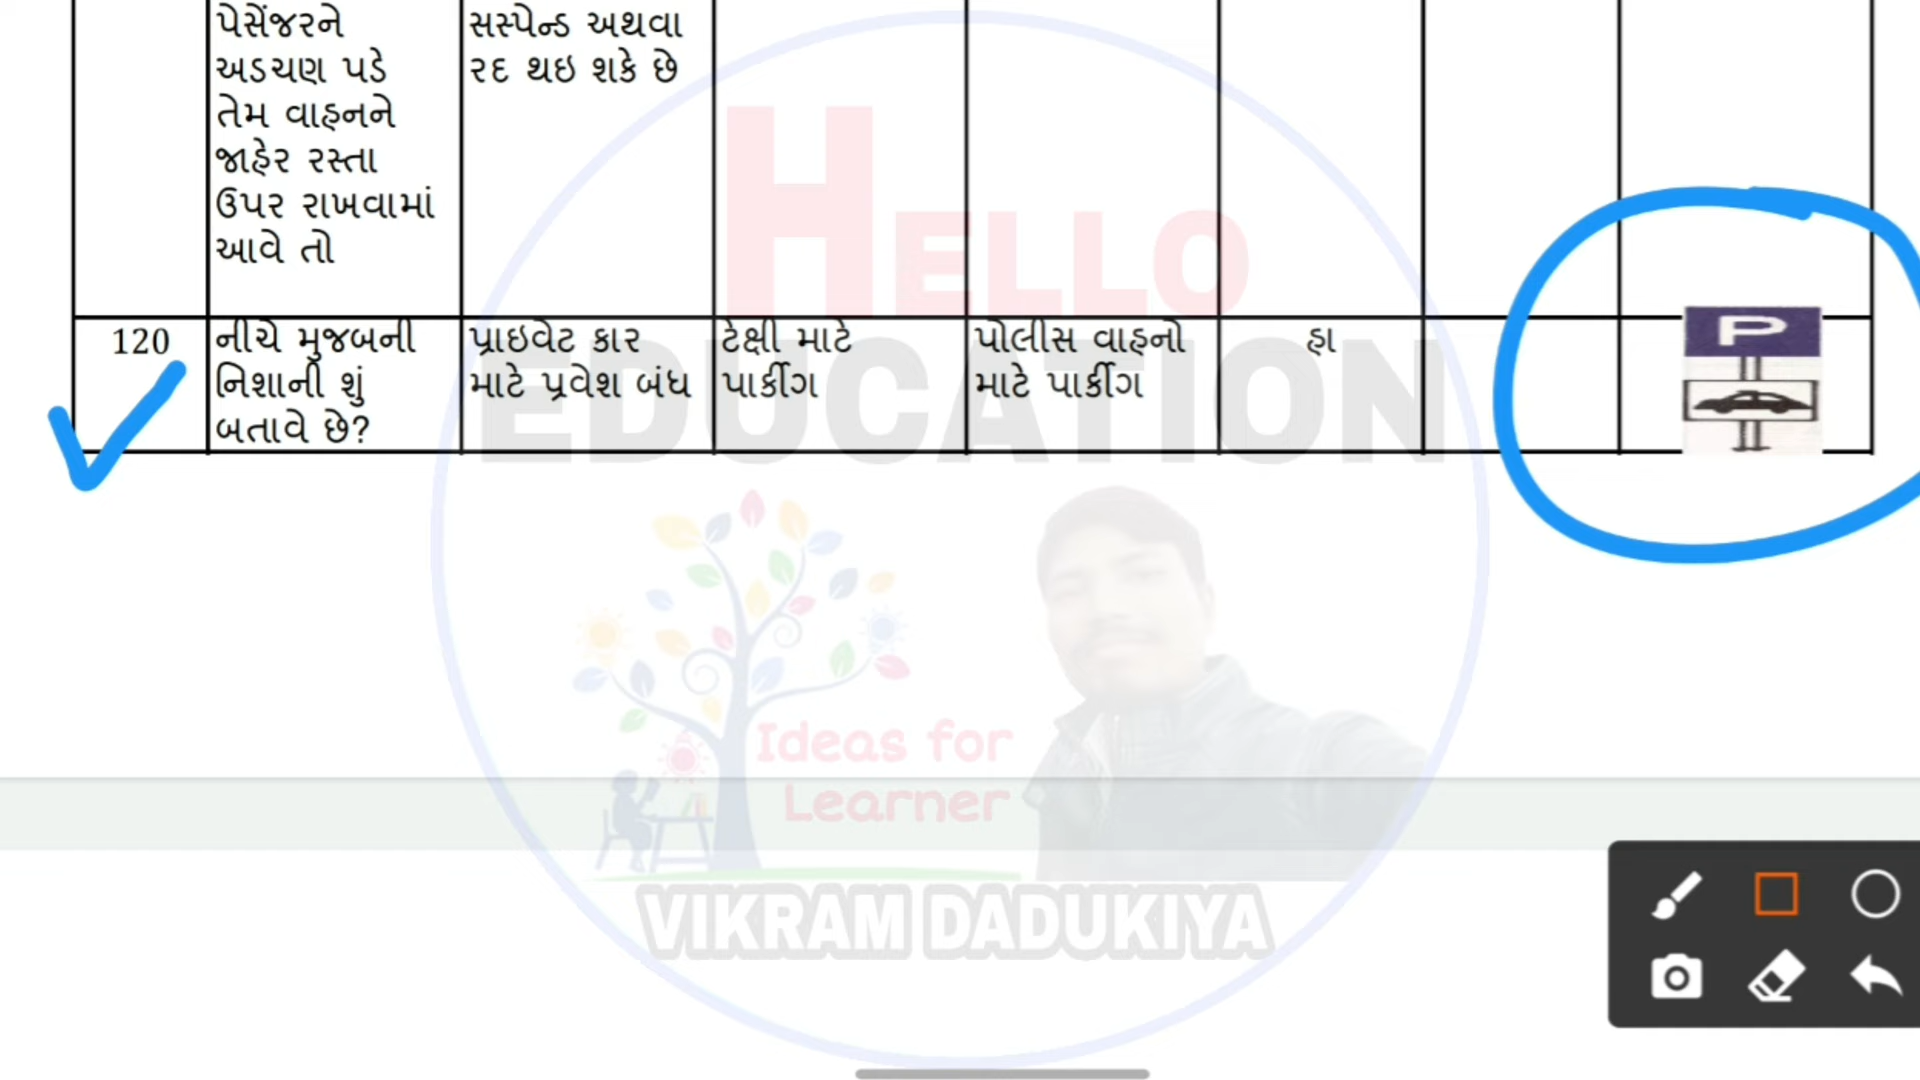 પેસેંજરને
અડચણ પડે
તેમ વાહનને
જાહેર રસ્તા
ઉપર રાખવામાં
આવે તો
સસ્પેન્ડ અથવા
રદ થઇ શકે છે
120
નીચે મુજબની
નિશાની શું
બતાવે છે?
પ્રાઇવેટ કાર
માટે પ્રવેશ બંધ
ટેક્ષી માટે
પાર્કીગ
પોલીસ વાહનો
માટે પાર્કીગ
હા
P
HELLO
EDUCATION
Ideas for
Learner
VIKRAM DADUKIYA